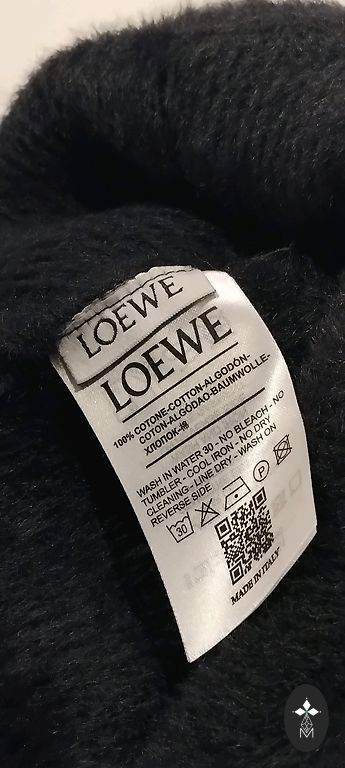 LOEWE
LOEWE
100% COTONE-COTTON-ALGODÓN-
COTON-ALGODAO-BAUMWOLLE-
ХЛОПОК-棉
WASH IN WATER 30 - NO BLEACH - NO
TUMBLER - COOL IRON - NO DRY
CLEANING - LINE DRY - WASH ON
REVERSE SIDE
30
P
MADE IN ITALY
M